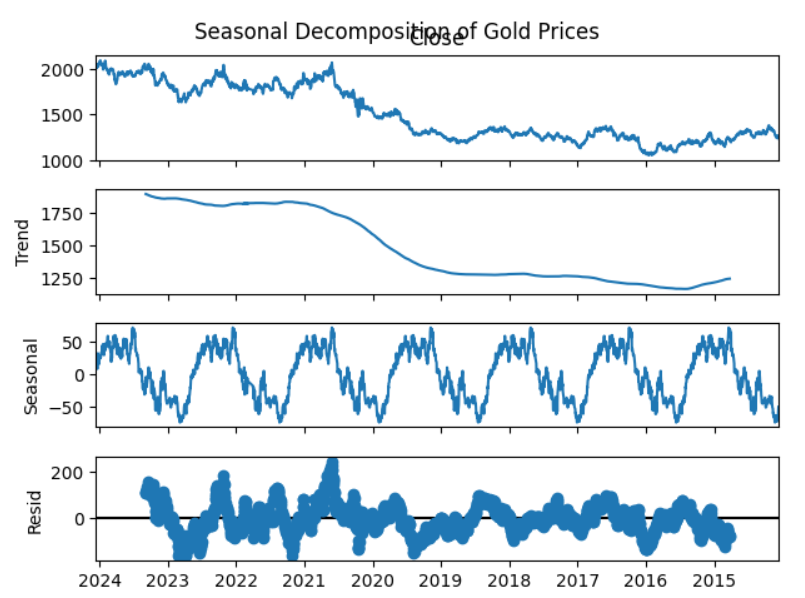 Seasonal Decomposition of Gold Prices
Close
2000
1500
1000
Trend
1750
1500
1250
Seasonal
50
0
−50
Resid
200
0
2024 2023 2022 2021 2020 2019 2018 2017 2016 2015